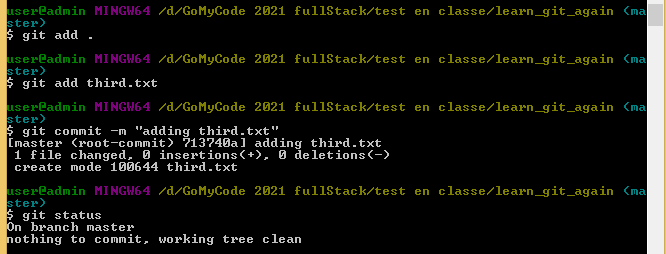 user@admin MINGW64 /d/GoMyCode 2021 fullStack/test en classe/learn_git_again (ma
ster)
$ git add .
user@admin MINGW64 /d/GoMyCode 2021 fullStack/test en classe/learn_git_again (ma
ster)
$ git add third.txt
user@admin MINGW64 /d/GoMyCode 2021 fullStack/test en classe/learn_git_again (ma
ster)
$ git commit -m "adding third.txt"
[master (root-commit) 713740a] adding third.txt
 1 file changed, 0 insertions(+), 0 deletions(-)
 create mode 100644 third.txt
user@admin MINGW64 /d/GoMyCode 2021 fullStack/test en classe/learn_git_again (ma
ster)
$ git status
On branch master
nothing to commit, working tree clean